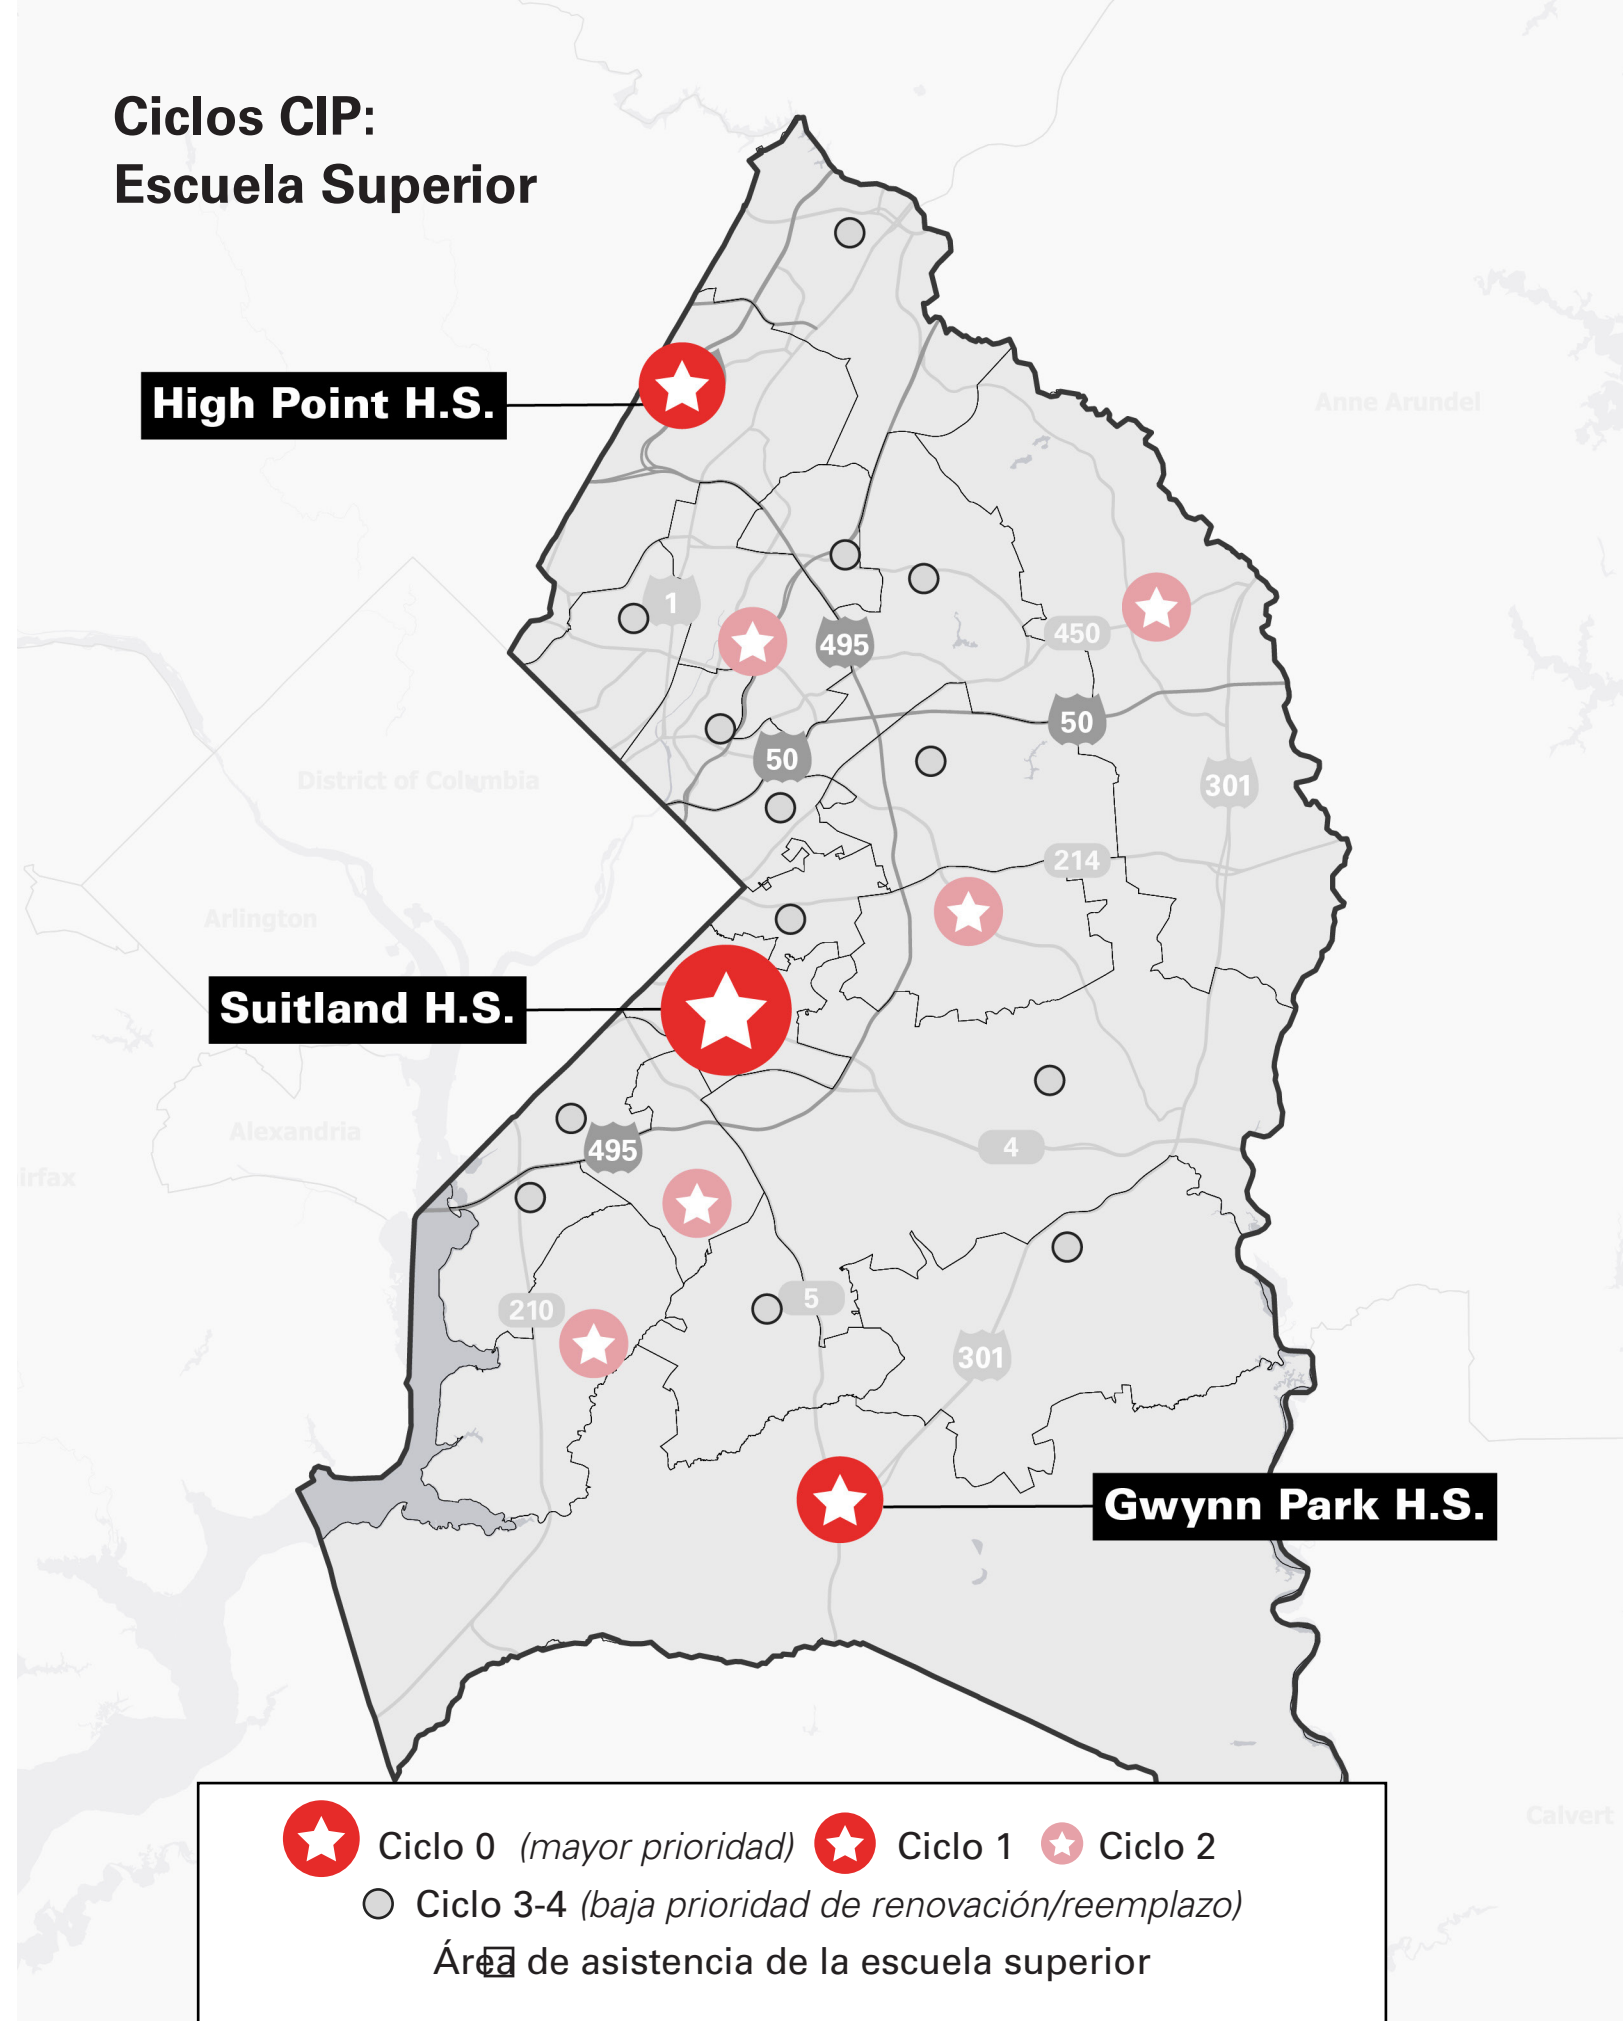 Ciclos CIP:
Escuela Superior
High Point H.S.
Anne Arundel
1
495
450
50
50
District of Columbia
301
214
Arlington
Suitland H.S.
Alexandria
495
4
irfax
210
5
301
Gwynn Park H.S.
Calvert
Ciclo 0 (mayor prioridad) Ciclo 1 Ciclo 2
Ciclo 3-4 (baja prioridad de renovación/reemplazo)
Área de asistencia de la escuela superior